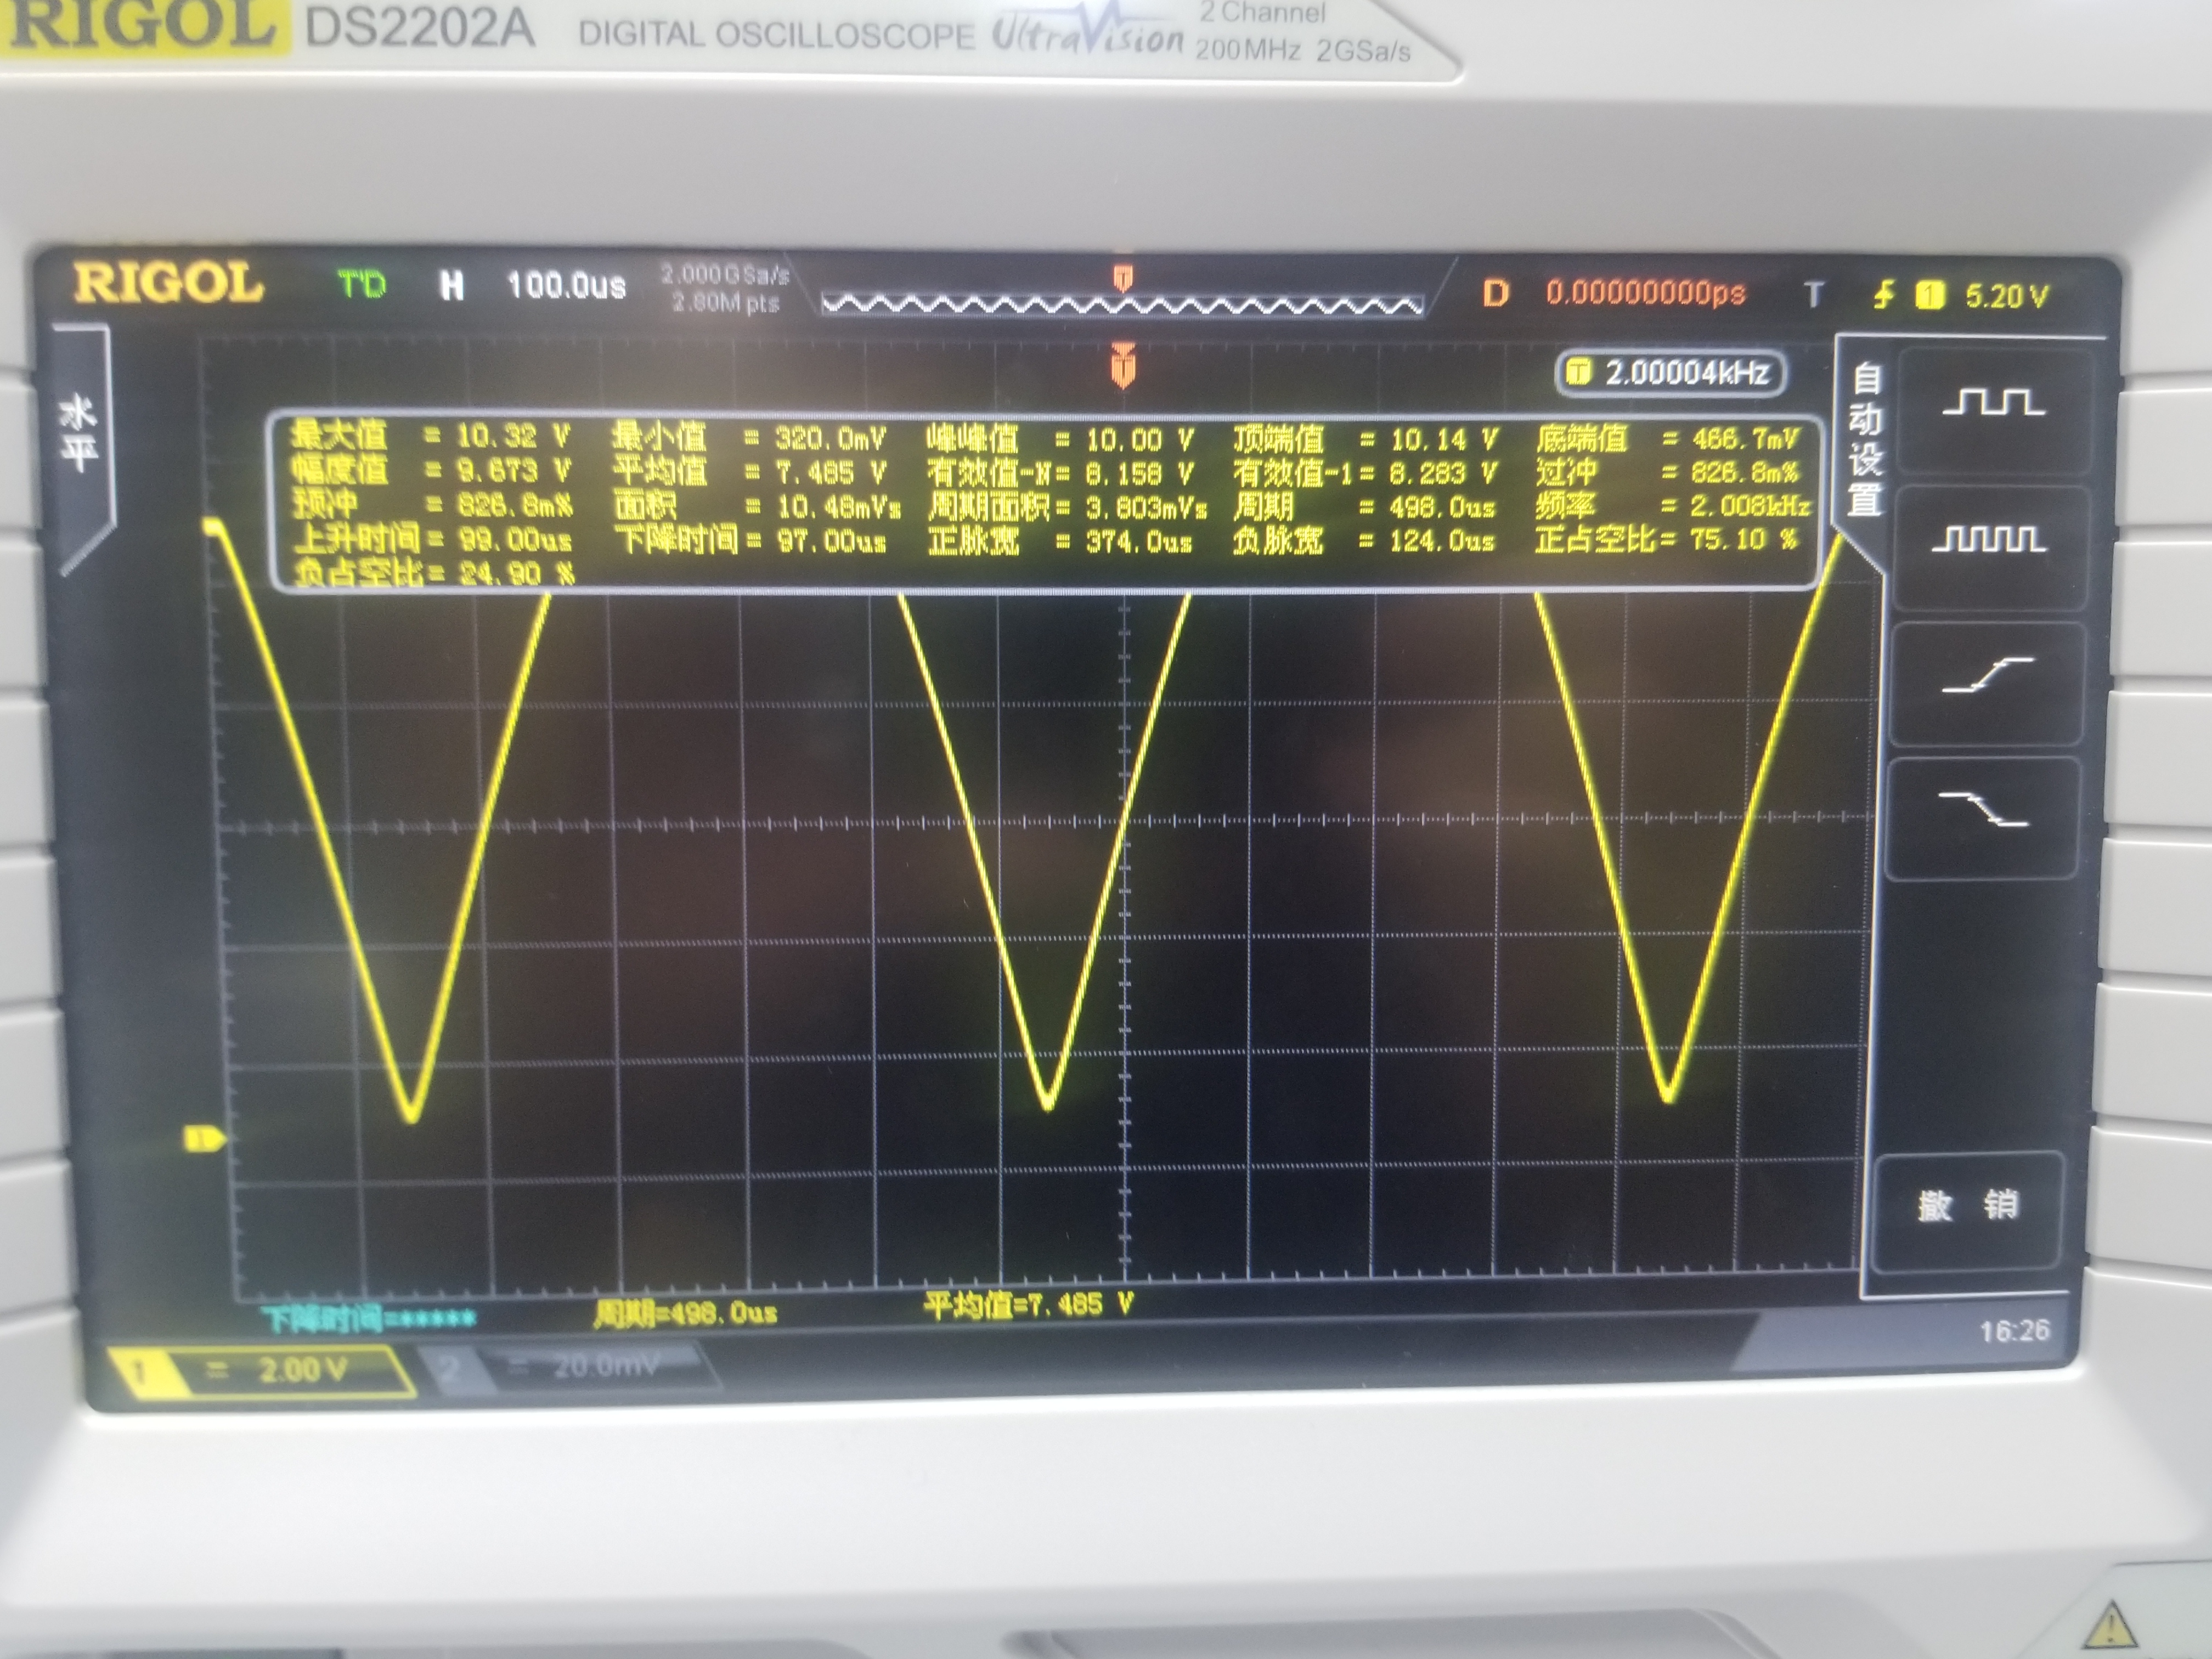 RIGOL DS2202A DIGITAL OSCILLOSCOPE UltraVision 2 Channel
200MHz 2GSa/s
RIGOL T'D H 100.0us 2.000GSa/s 2.80M pts D 0.00000000ps T 1 5.20 V
水平
T 2.00004kHz
自动设置
最大值 = 10.32 V 最小值 = 320.0mV 峰峰值 = 10.00 V 顶端值 = 10.14 V 底端值 = 466.7mV
幅度值 = 9.673 V 平均值 = 7.485 V 有效值-N= 8.158 V 有效值-1= 8.283 V 过冲 = 826.8m%
预冲 = 826.8m% 面积 = 10.48mVs 周期面积= 3.803mVs 周期 = 498.0us 频率 = 2.008kHz
上升时间= 99.00us 下降时间= 97.00us 正脉宽 = 374.0us 负脉宽 = 124.0us 正占空比= 75.10 %
负占空比= 24.90 %
1
撤 销
下降时间=***** 周期=498.0us 平均值=7.485 V
1 = 2.00 V 2 = 20.0mV 16:26